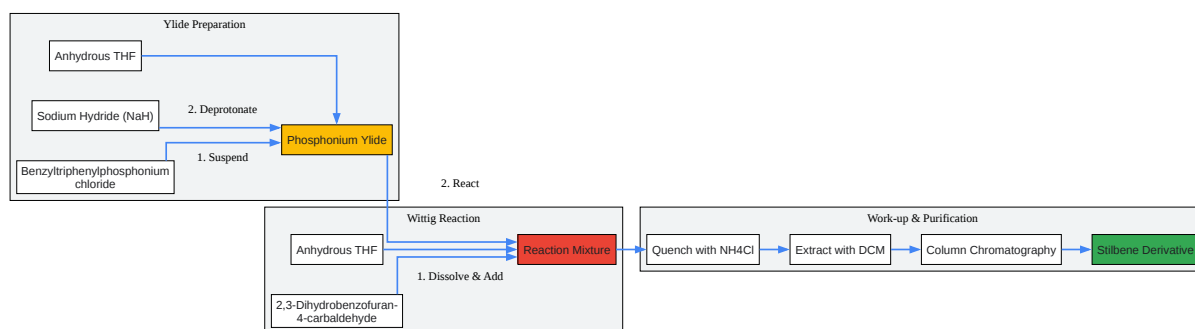 Ylide Preparation
Anhydrous THF
Sodium Hydride (NaH)
2. Deprotonate
Phosphonium Ylide
1. Suspend
Benzyltriphenylphosphonium
chloride
2. React
Wittig Reaction
Anhydrous THF
Reaction Mixture
1. Dissolve & Add
2,3-Dihydrobenzofuran-
4-carbaldehyde
Work-up & Purification
Quench with NH4Cl
Extract with DCM
Column Chromatography
Stilbene Derivative